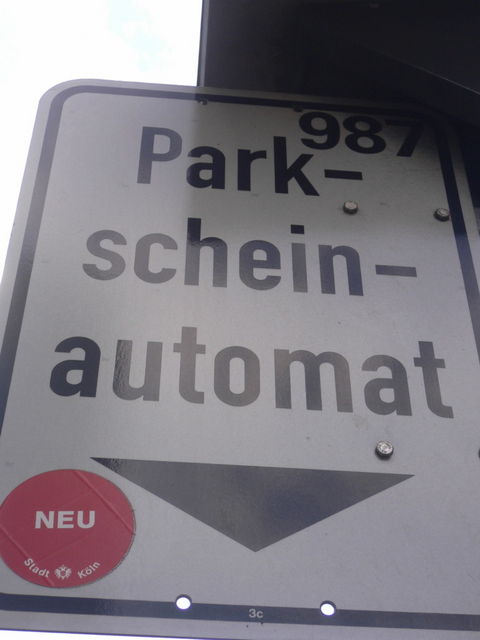 987
Park-
schein-
automat
NEU
Stadt Köln
3c